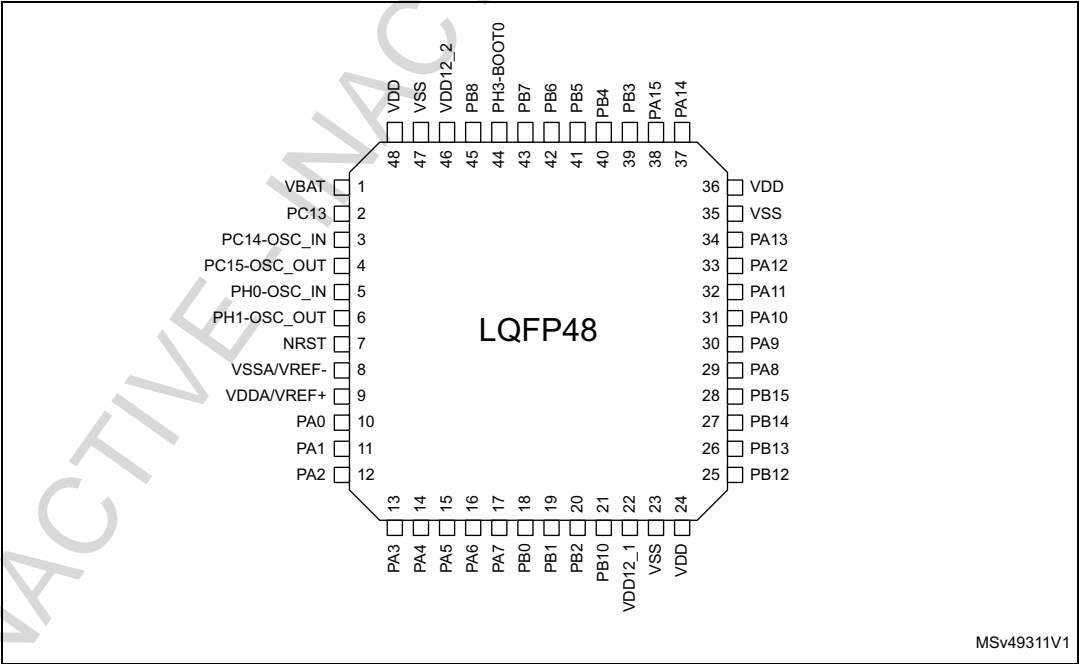 VDD
VSS
VDD12_2
PB8
PH3-BOOT0
PB7
PB6
PB5
PB4
PB3
PA15
PA14
48
47
46
45
44
43
42
41
40
39
38
37
VBAT 1
PC13 2
PC14-OSC_IN 3
PC15-OSC_OUT 4
PH0-OSC_IN 5
PH1-OSC_OUT 6
NRST 7
VSSA/VREF- 8
VDDA/VREF+ 9
PA0 10
PA1 11
PA2 12
LQFP48
36 VDD
35 VSS
34 PA13
33 PA12
32 PA11
31 PA10
30 PA9
29 PA8
28 PB15
27 PB14
26 PB13
25 PB12
13
14
15
16
17
18
19
20
21
22
23
24
PA3
PA4
PA5
PA6
PA7
PB0
PB1
PB2
PB10
VDD12_1
VSS
VDD
NACTIVE - INAC
MSv49311V1